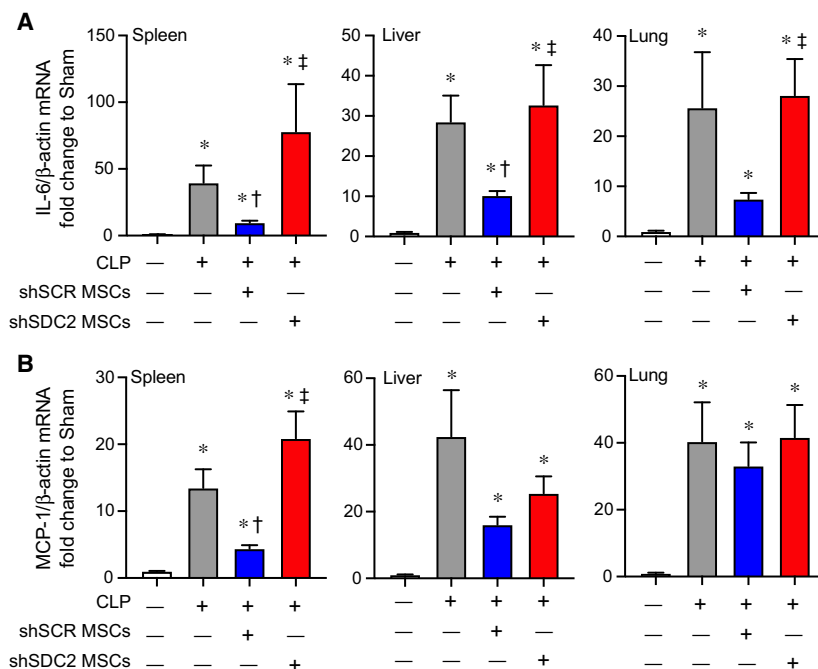 A
IL-6/β-actin mRNA
fold change to Sham
Spleen
150
100
50
0
*
*†
*‡
Liver
50
40
30
20
10
0
*
*†
*‡
Lung
40
30
20
10
0
*
*
*‡
CLP — + + + — + + + — + + +
shSCR MSCs — — + — — — + — — — + —
shSDC2 MSCs — — — + — — — + — — — +
B
MCP-1/β-actin mRNA
fold change to Sham
Spleen
30
20
10
0
*
*†
*‡
Liver
60
40
20
0
*
*
*
Lung
60
40
20
0
*
*
*
CLP — + + + — + + + — + + +
shSCR MSCs — — + — — — + — — — + —
shSDC2 MSCs — — — + — — — + — — — +